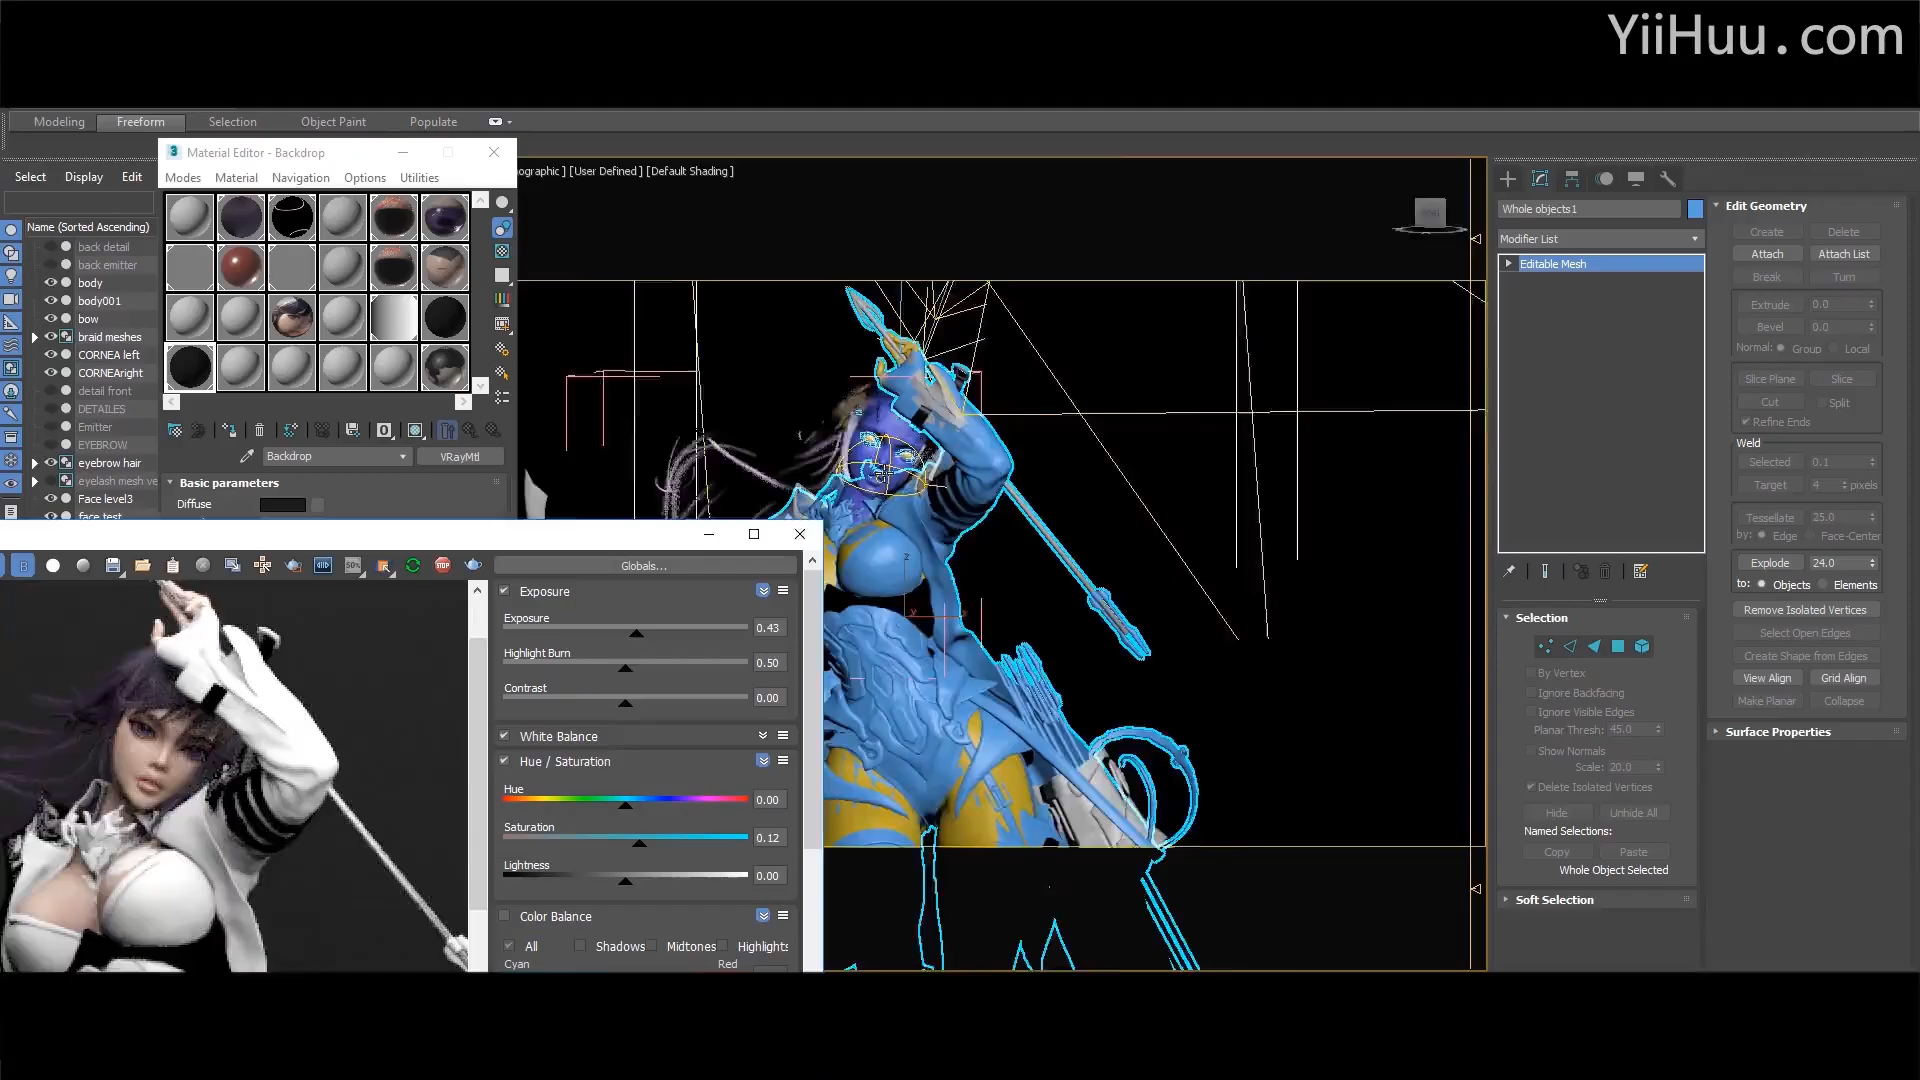 YiiHuu.com
Modeling Freeform Selection Object Paint Populate
Material Editor - Backdrop
Modes Material Navigation Options Utilities
ographic ] [User Defined ] [Default Shading ]
Select Display Edit
Name (Sorted Ascending)
back detail
back emitter
body
body001
bow
braid meshes
CORNEA left
CORNEAright
detail front
DETAILES
Emitter
EYEBROW
eyebrow hair
eyelash mesh ve
Face level3
face test
Backdrop VRayMtl
Basic parameters
Diffuse
Globals...
Exposure
Exposure 0.43
Highlight Burn 0.50
Contrast 0.00
White Balance
Hue / Saturation
Hue 0.00
Saturation 0.12
Lightness 0.00
Color Balance
All Shadows Midtones Highlights
Cyan Red
Whole objects1
Modifier List
Editable Mesh
Selection
By Vertex
Ignore Backfacing
Ignore Visible Edges
Planar Thresh: 45.0
Show Normals
Scale: 20.0
Delete Isolated Vertices
Hide Unhide All
Named Selections:
Copy Paste
Whole Object Selected
Soft Selection
Edit Geometry
Create Delete
Attach Attach List
Break Turn
Extrude 0.0
Bevel 0.0
Normal: Group Local
Slice Plane Slice
Cut Split
Refine Ends
Weld
Selected 0.1
Target 4 pixels
Tessellate 25.0
by: Edge Face-Center
Explode 24.0
to: Objects Elements
Remove Isolated Vertices
Select Open Edges
Create Shape from Edges
View Align Grid Align
Make Planar Collapse
Surface Properties